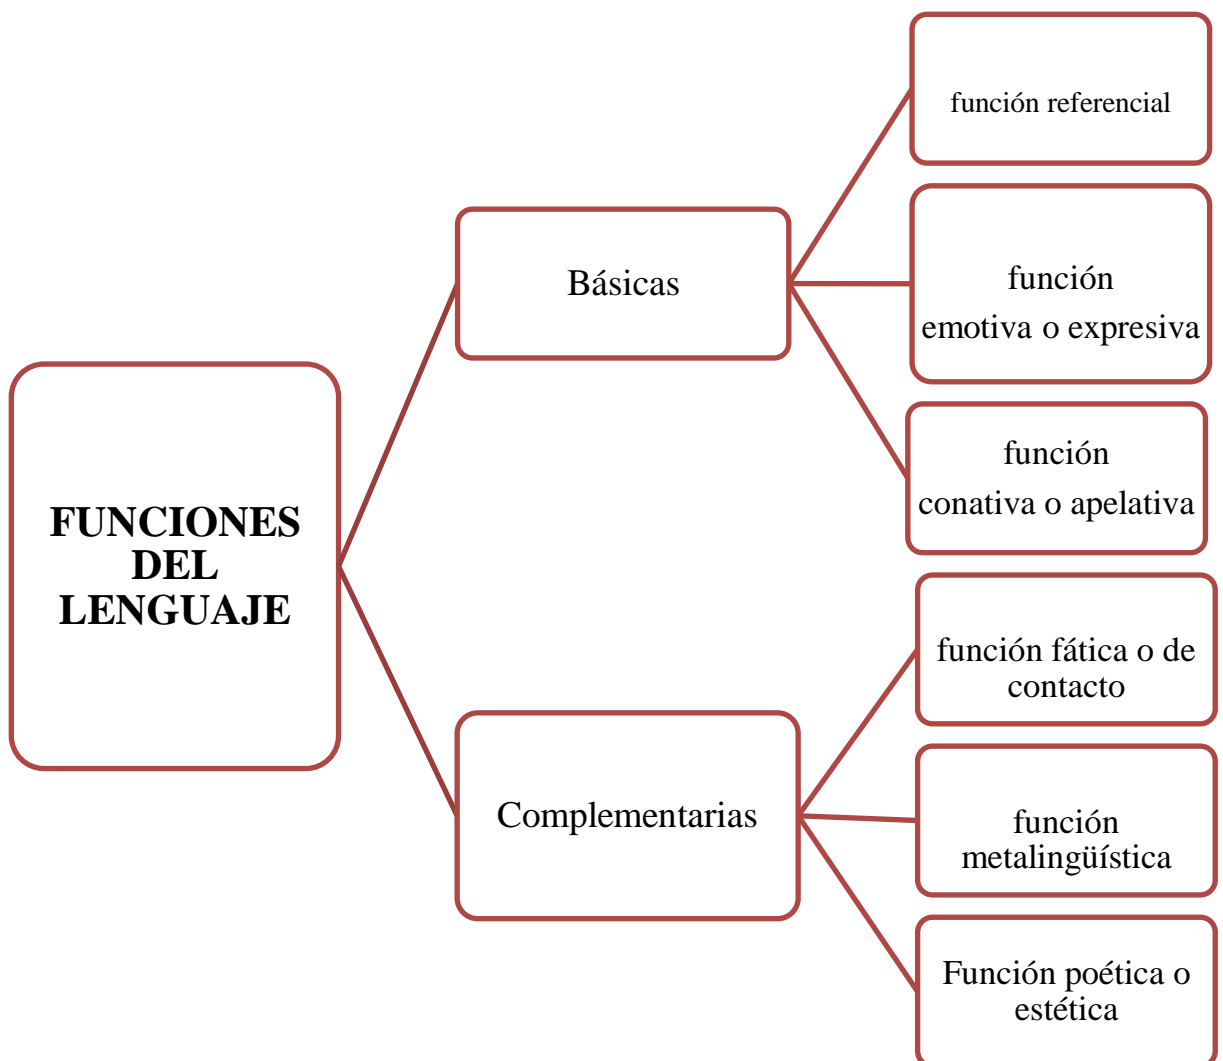 FUNCIONES
DEL
LENGUAJE
Básicas
función referencial
función
emotiva o expresiva
función
conativa o apelativa
Complementarias
función fática o de
contacto
función
metalingüística
Función poética o
estética